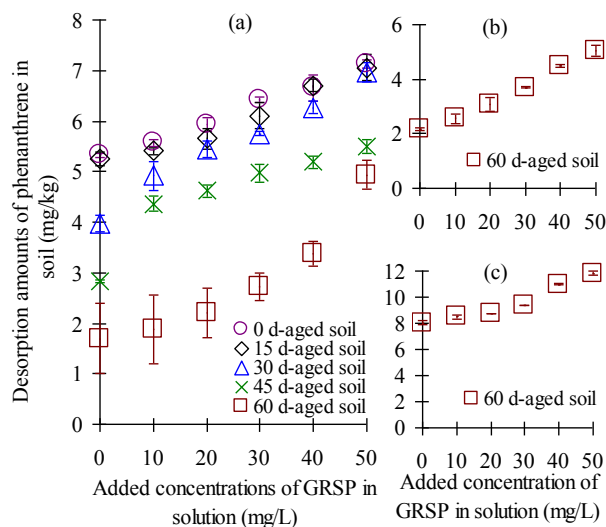 (a)
8
7
6
5
4
3
2
1
0
0 10 20 30 40 50
Desorption amounts of phenanthrene in
soil (mg/kg)
0 d-aged soil
15 d-aged soil
30 d-aged soil
45 d-aged soil
60 d-aged soil
Added concentrations of GRSP in
solution (mg/L)
(b)
6
4
2
0
60 d-aged soil
0 10 20 30 40 50
(c)
12
10
8
6
4
2
0
60 d-aged soil
0 10 20 30 40 50
Added concentration of
GRSP in solution (mg/L)